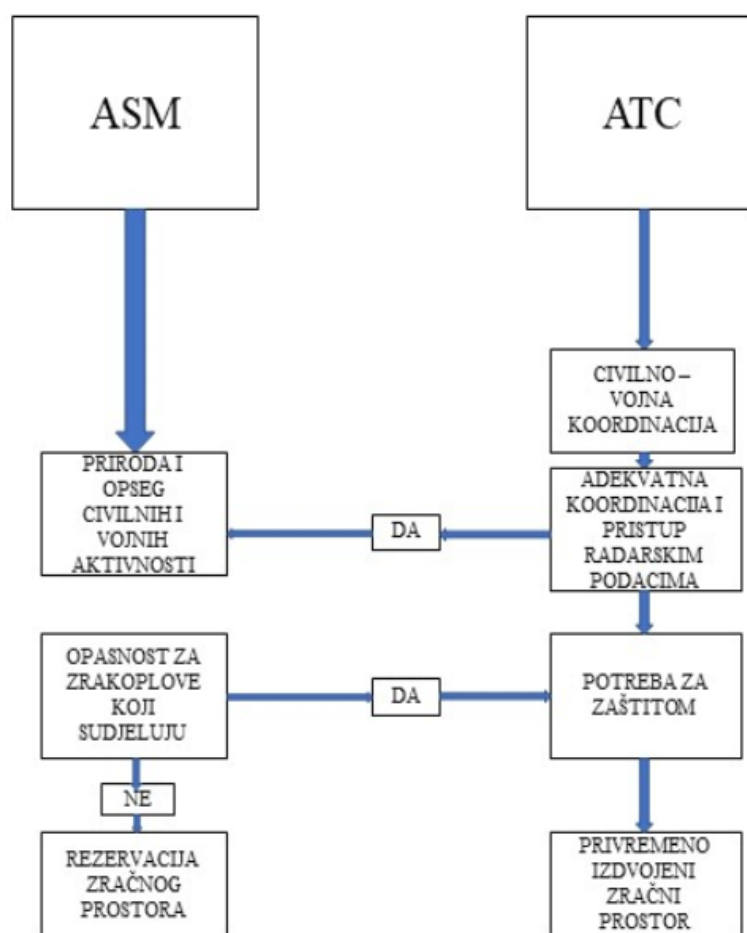 ASM
ATC
CIVILNO –
VOJNA
KOORDINACIJA
PRIRODA I
OPSEG
CIVILNIH I
VOJNIH
AKTIVNOSTI
DA
ADEKVATNA
KOORDINACIJA I
PRISTUP
RADARSKIM
PODACIMA
OPASNOST ZA
ZRAKOPLOVE
KOJI
SUDJELUJU
DA
POTREBA ZA
ZAŠTITOM
NE
REZERVACIJA
ZRAČNOG
PROSTORA
PRIVREMENO
IZDVOJENI
ZRAČNI
PROSTOR